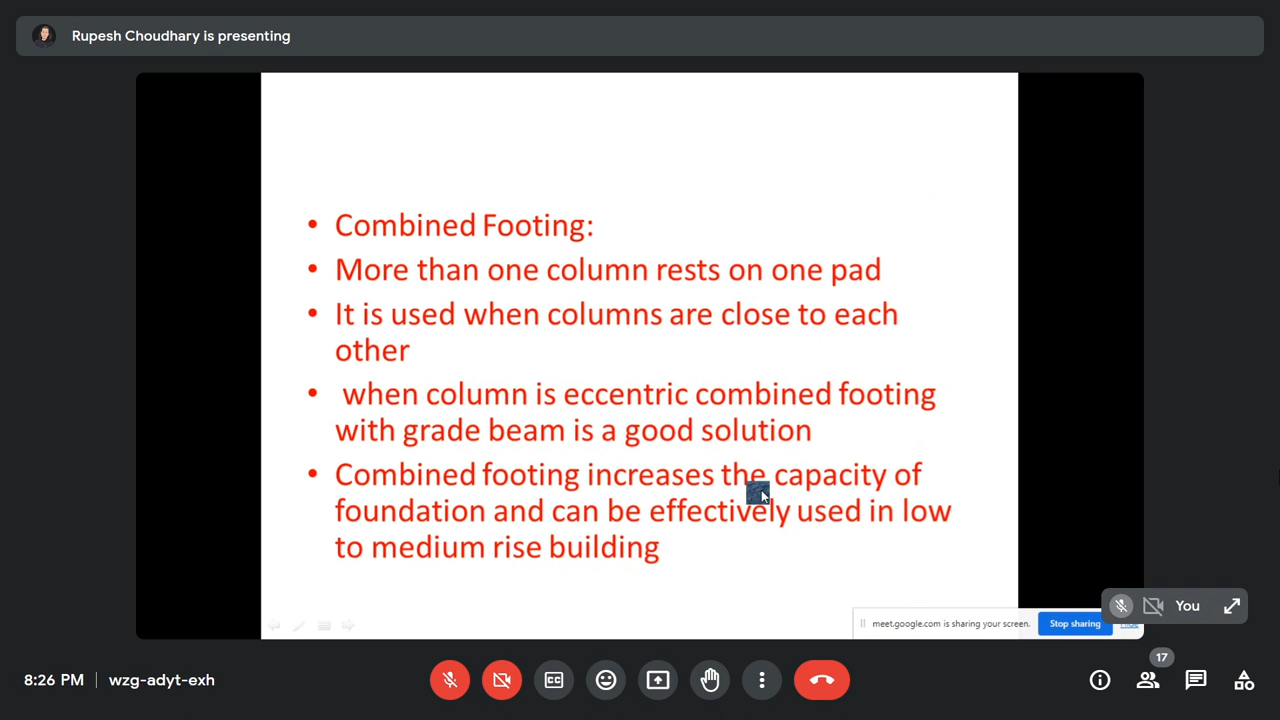 Rupesh Choudhary is presenting
• Combined Footing:
• More than one column rests on one pad
• It is used when columns are close to each
other
• when column is eccentric combined footing
with grade beam is a good solution
• Combined footing increases the capacity of
foundation and can be effectively used in low
to medium rise building
meet.google.com is sharing your screen.
Stop sharing
Hide
You
17
8:26 PM | wzg-adyt-exh
CC